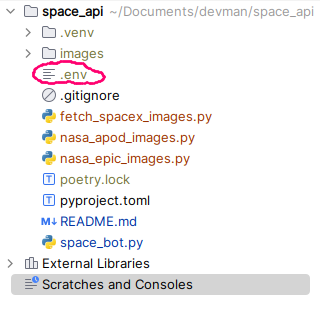 space_api ~/Documents/devman/space_api
.venv
images
.env
.gitignore
fetch_spacex_images.py
nasa_apod_images.py
nasa_epic_images.py
poetry.lock
pyproject.toml
README.md
space_bot.py
External Libraries
Scratches and Consoles